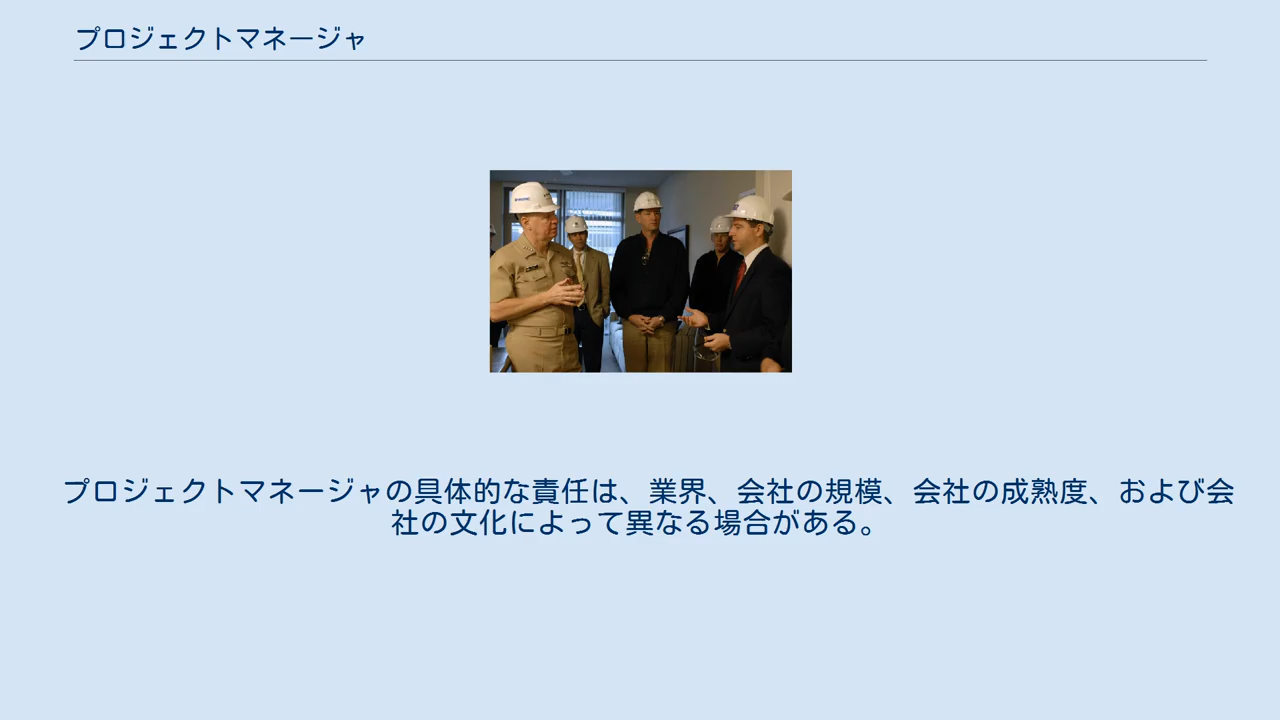 プロジェクトマネージャ
プロジェクトマネージャの具体的な責任は、業界、会社の規模、会社の成熟度、および会
社の文化によって異なる場合がある。